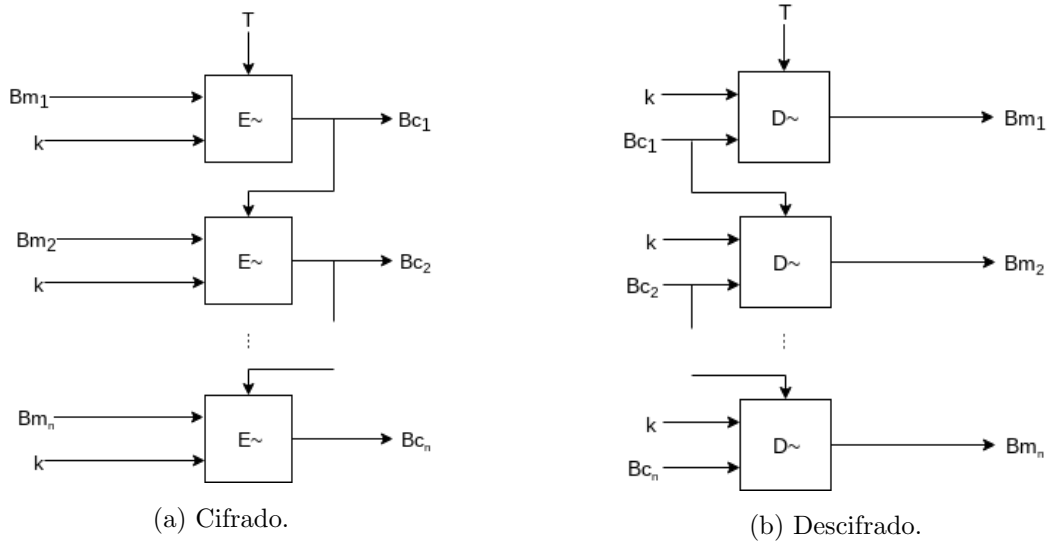 T
Bm1
k
E~
Bc1
Bm2
k
E~
Bc2
Bmn
k
E~
Bcn
(a) Cifrado.
T
k
Bc1
D~
Bm1
k
Bc2
D~
Bm2
k
Bcn
D~
Bmn
(b) Descifrado.